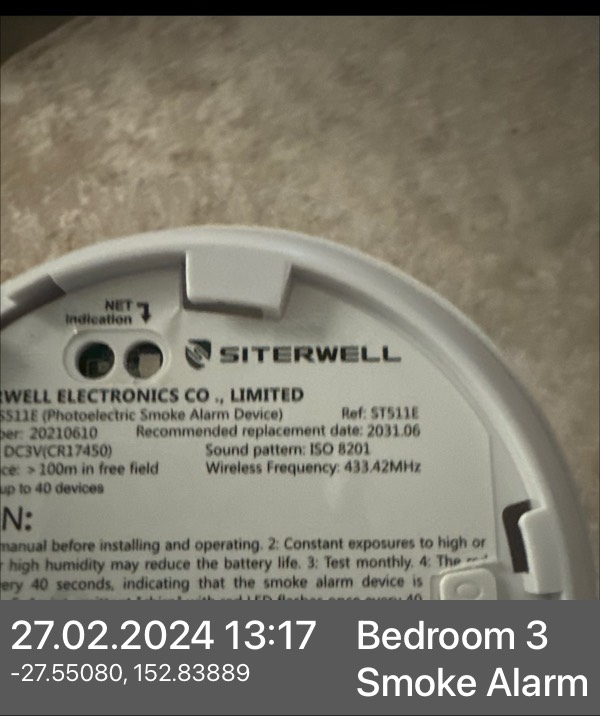 NET
Indication
SITERWELL
WELL ELECTRONICS CO ., LIMITED
S511E (Photoelectric Smoke Alarm Device) Ref: ST511E
ber: 20210610 Recommended replacement date: 2031.06
DC3V(CR17450) Sound pattern: ISO 8201
ce: > 100m in free field Wireless Frequency: 433.42MHz
up to 40 devices
N:
manual before installing and operating. 2: Constant exposures to high or
high humidity may reduce the battery life. 3: Test monthly. 4: The
ery 40 seconds, indicating that the smoke alarm device is
27.02.2024 13:17
-27.55080, 152.83889
Bedroom 3
Smoke Alarm